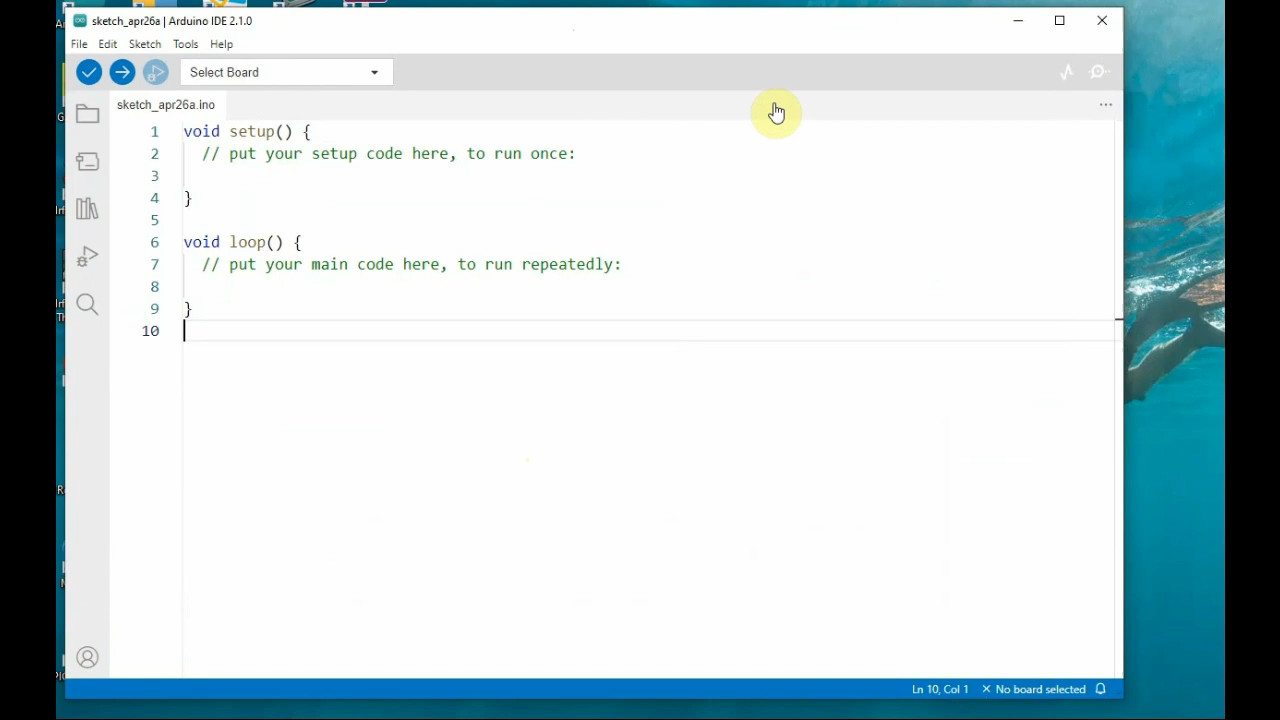 sketch_apr26a | Arduino IDE 2.1.0
File Edit Sketch Tools Help
Select Board
sketch_apr26a.ino
1 void setup() {
2 // put your setup code here, to run once:
3
4 }
5
6 void loop() {
7 // put your main code here, to run repeatedly:
8
9 }
10
Ln 10, Col 1 No board selected